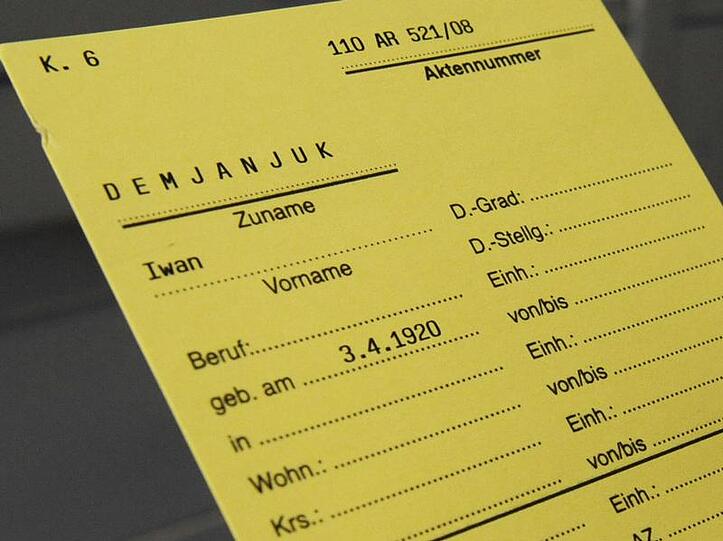 K. 6
110 AR 521/08
Aktennummer
DEMJANJUK
Zuname
Iwan
Vorname
Beruf:
geb. am 3.4.1920
in
Wohn.:
Krs.:
D.-Grad:
D.-Stellg.:
Einh.:
von/bis
Einh.:
von/bis
Einh.:
von/bis
Einh.:
AZ.